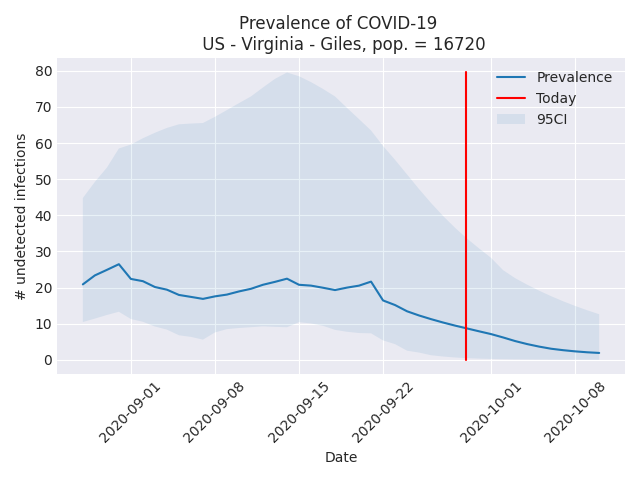 Prevalence of COVID-19
US - Virginia - Giles, pop. = 16720
80
70
60
50
40
30
20
10
0
# undetected infections
Prevalence
Today
95CI
2020-09-01
2020-09-08
2020-09-15
2020-09-22
2020-10-01
2020-10-08
Date